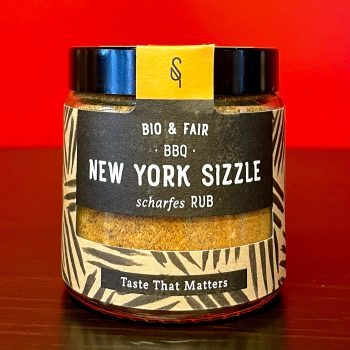 BIO & FAIR
· BBQ ·
NEW YORK SIZZLE
scharfes RUB
Taste That Matters